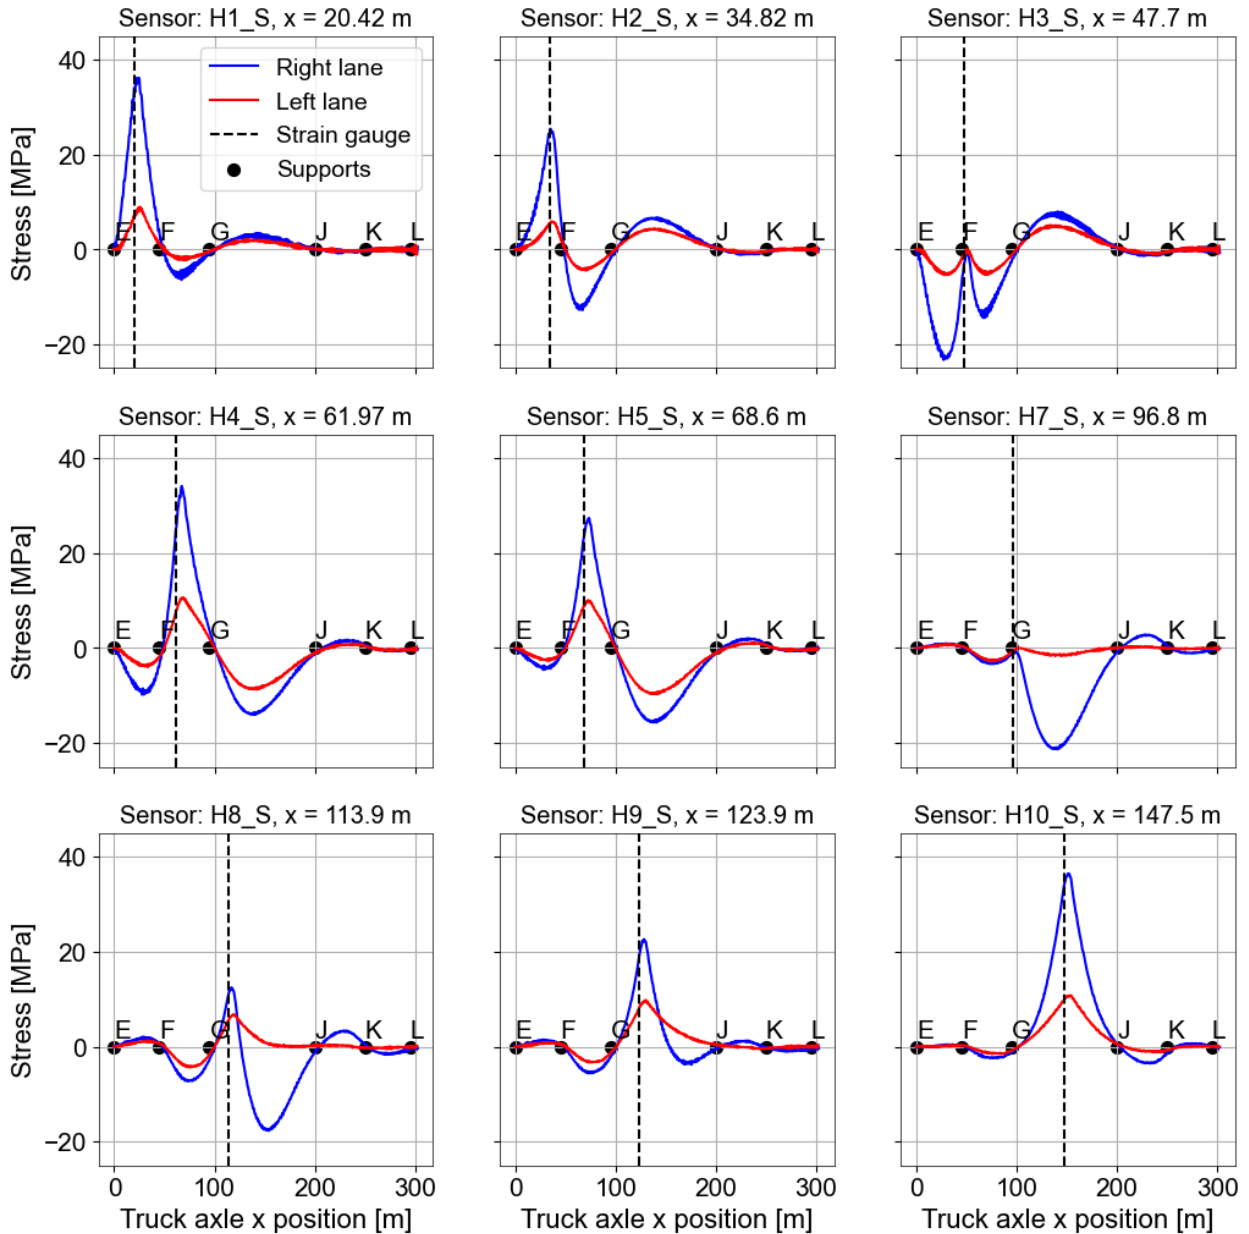 Sensor: H1_S, x = 20.42 m
Stress [MPa]
40
20
0
−20
Right lane
Left lane
Strain gauge
Supports
E F G J K L
Sensor: H2_S, x = 34.82 m
E F G J K L
Sensor: H3_S, x = 47.7 m
E F G J K L
Sensor: H4_S, x = 61.97 m
Stress [MPa]
40
20
0
−20
E F G J K L
Sensor: H5_S, x = 68.6 m
E F G J K L
Sensor: H7_S, x = 96.8 m
E F G J K L
Sensor: H8_S, x = 113.9 m
Stress [MPa]
40
20
0
−20
E F G J K L
0 100 200 300
Truck axle x position [m]
Sensor: H9_S, x = 123.9 m
E F G J K L
0 100 200 300
Truck axle x position [m]
Sensor: H10_S, x = 147.5 m
E F G J K L
0 100 200 300
Truck axle x position [m]